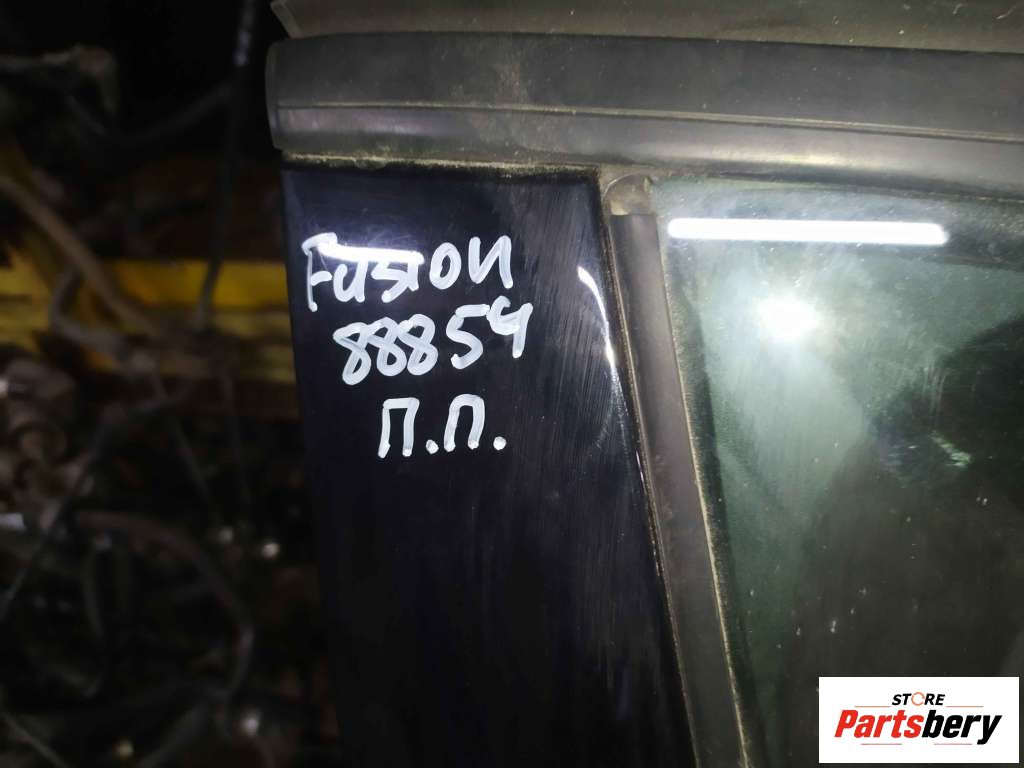 Fusion
88854
П.П.
STORE
Partsbery